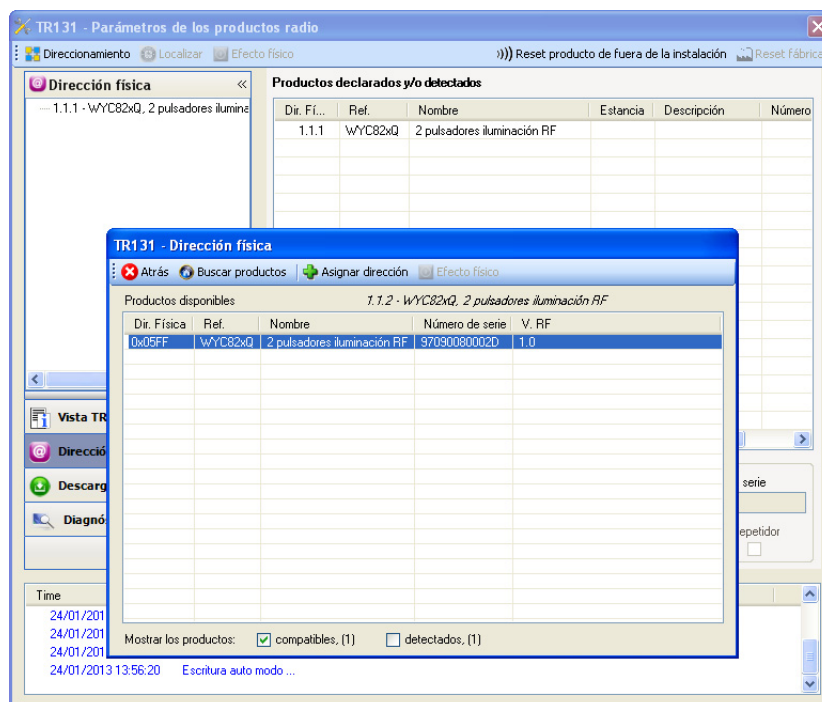 TR131 - Parámetros de los productos radio
Direccionamiento Localizar Efecto físico ))) Reset producto de fuera de la instalación Reset fábrica
Dirección física «
Productos declarados y/o detectados
1.1.1 - WYC82xQ, 2 pulsadores ilumina
Dir. Fí... Ref. Nombre Estancia Descripción Número
1.1.1 WYC82xQ 2 pulsadores iluminación RF
TR131 - Dirección física
Atrás Buscar productos Asignar dirección Efecto físico
Productos disponibles 1.1.2 - WYC82xQ, 2 pulsadores iluminación RF
Dir. Física Ref. Nombre Número de serie V. RF
0x05FF WYC82xQ 2 pulsadores iluminación RF 97090080002D 1.0
Mostrar los productos: compatibles, (1) detectados, (1)
Vista TR
Direcció
Descarg
Diagnó
serie
epetidor
Time
24/01/201
24/01/201
24/01/201
24/01/2013 13:56:20 Escritura auto modo ...